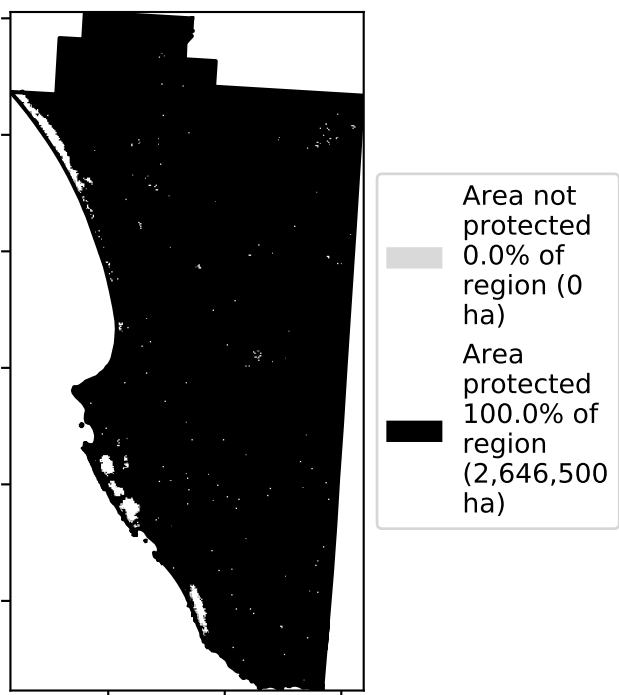 Area not
protected
0.0% of
region (0
ha)
Area
protected
100.0% of
region
(2,646,500
ha)